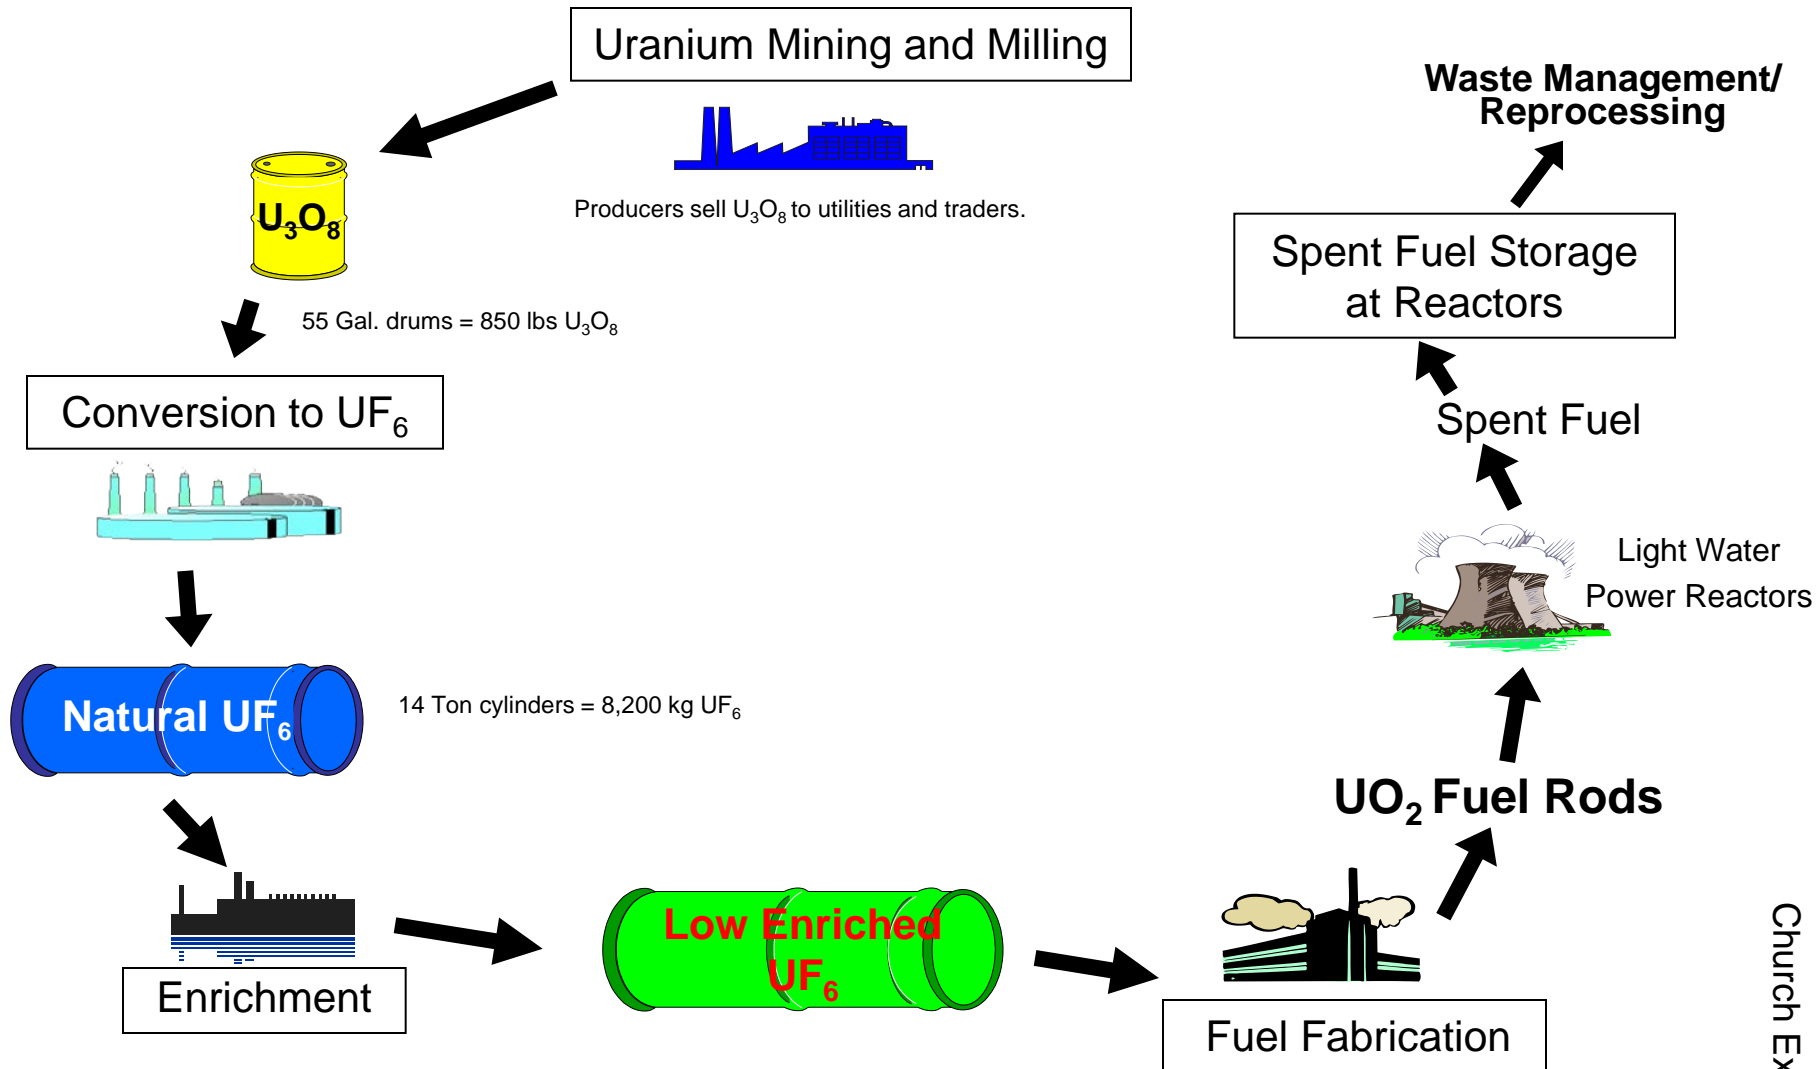 Uranium Mining and Milling
Waste Management/
Reprocessing
U₃O₈
Producers sell U₃O₈ to utilities and traders.
Spent Fuel Storage
at Reactors
55 Gal. drums = 850 lbs U₃O₈
Conversion to UF₆
Spent Fuel
Light Water
Power Reactors
Natural UF₆
14 Ton cylinders = 8,200 kg UF₆
UO₂ Fuel Rods
Low Enriched
UF₆
Enrichment
Fuel Fabrication
Church Ex